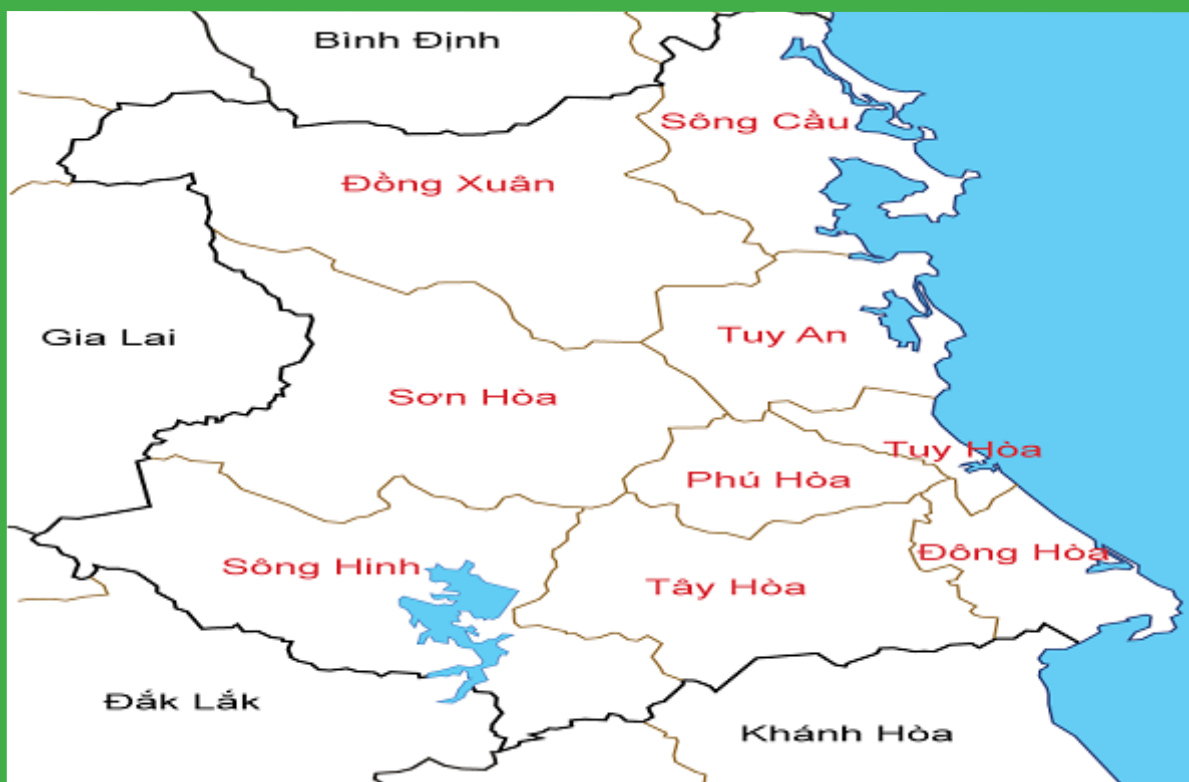 Bình Định
Sông Cầu
Đồng Xuân
Gia Lai
Tuy An
Sơn Hòa
Tuy Hòa
Phú Hòa
Đông Hòa
Sông Hinh
Tây Hòa
Đắk Lắk
Khánh Hòa